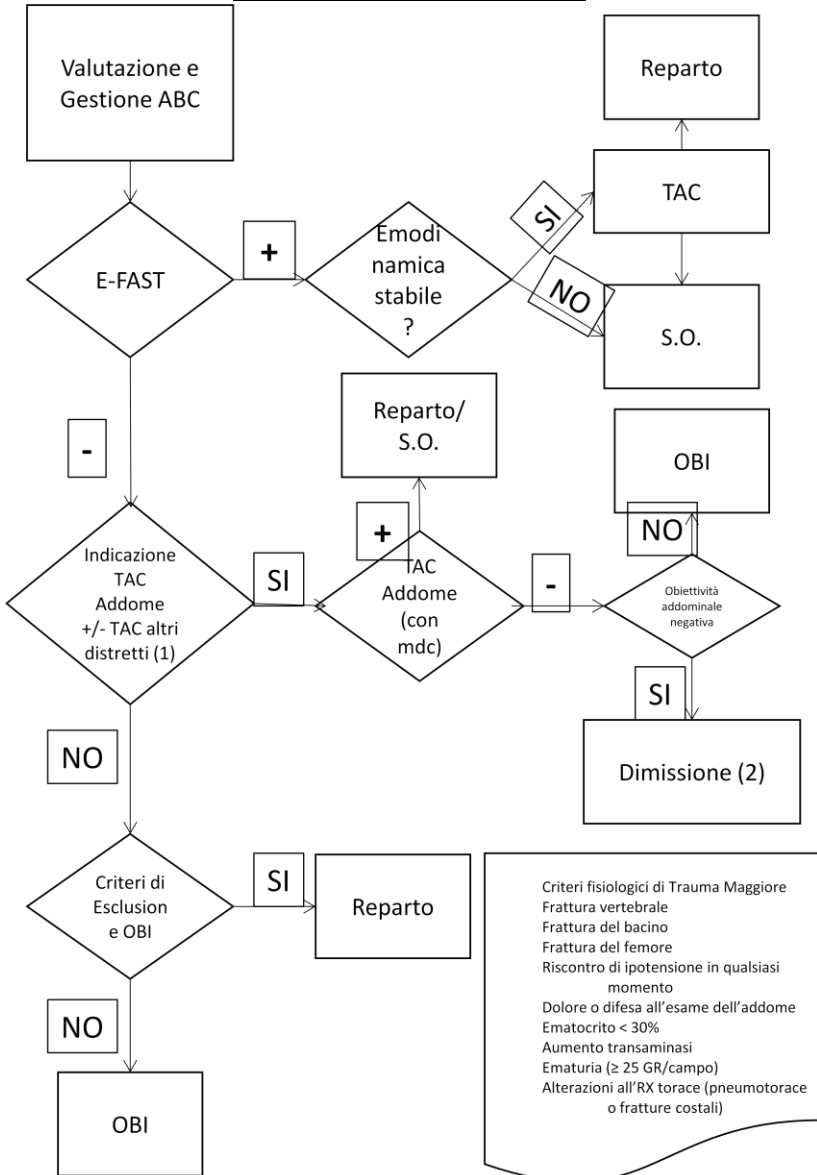 Valutazione e
Gestione ABC
Reparto
TAC
SI
E-FAST
+
Emodi
namica
stabile
?
NO
S.O.
Reparto/
S.O.
OBI
-
+
NO
Indicazione
TAC
Addome
+/- TAC altri
distretti (1)
SI
TAC
Addome
(con
mdc)
-
Obiettività
addominale
negativa
SI
NO
Dimissione (2)
Criteri di
Esclusion
e OBI
SI
Reparto
NO
OBI
Criteri fisiologici di Trauma Maggiore
Frattura vertebrale
Frattura del bacino
Frattura del femore
Riscontro di ipotensione in qualsiasi
momento
Dolore o difesa all'esame dell'addome
Ematocrito < 30%
Aumento transaminasi
Ematuria (≥ 25 GR/campo)
Alterazioni all'RX torace (pneumotorace
o fratture costali)